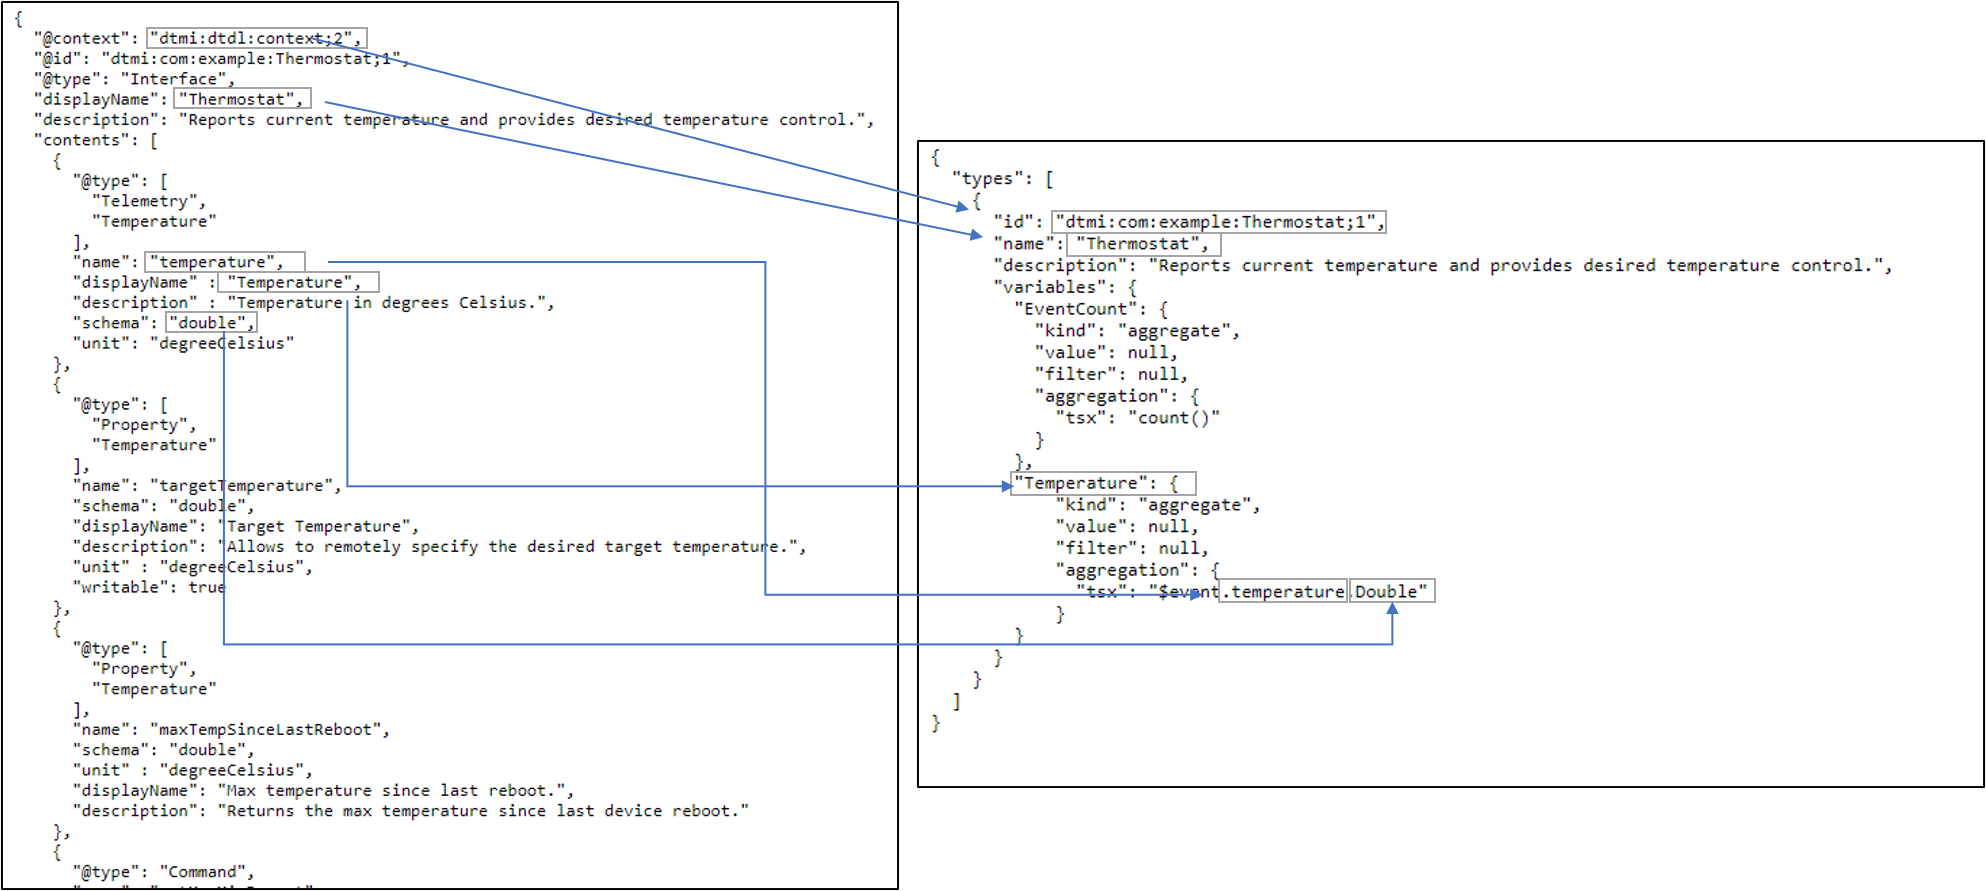 {
"@context": "dtmi:dtdl:context;2",
"@id": "dtmi:com:example:Thermostat;1",
"@type": "Interface",
"displayName": "Thermostat",
"description": "Reports current temperature and provides desired temperature control.",
"contents": [
{
"@type": [
"Telemetry",
"Temperature"
],
"name": "temperature",
"displayName" : "Temperature",
"description" : "Temperature in degrees Celsius.",
"schema": "double",
"unit": "degreeCelsius"
},
{
"@type": [
"Property",
"Temperature"
],
"name": "targetTemperature",
"schema": "double",
"displayName": "Target Temperature",
"description": "Allows to remotely specify the desired target temperature.",
"unit" : "degreeCelsius",
"writable": true
},
{
"@type": [
"Property",
"Temperature"
],
"name": "maxTempSinceLastReboot",
"schema": "double",
"unit" : "degreeCelsius",
"displayName": "Max temperature since last reboot.",
"description": "Returns the max temperature since last device reboot."
},
{
"@type": "Command",
{
"types": [
{
"id": "dtmi:com:example:Thermostat;1",
"name": "Thermostat",
"description": "Reports current temperature and provides desired temperature control.",
"variables": {
"EventCount": {
"kind": "aggregate",
"value": null,
"filter": null,
"aggregation": {
"tsx": "count()"
}
},
"Temperature": {
"kind": "aggregate",
"value": null,
"filter": null,
"aggregation": {
"tsx": "$event.temperature.Double"
}
}
}
}
]
}